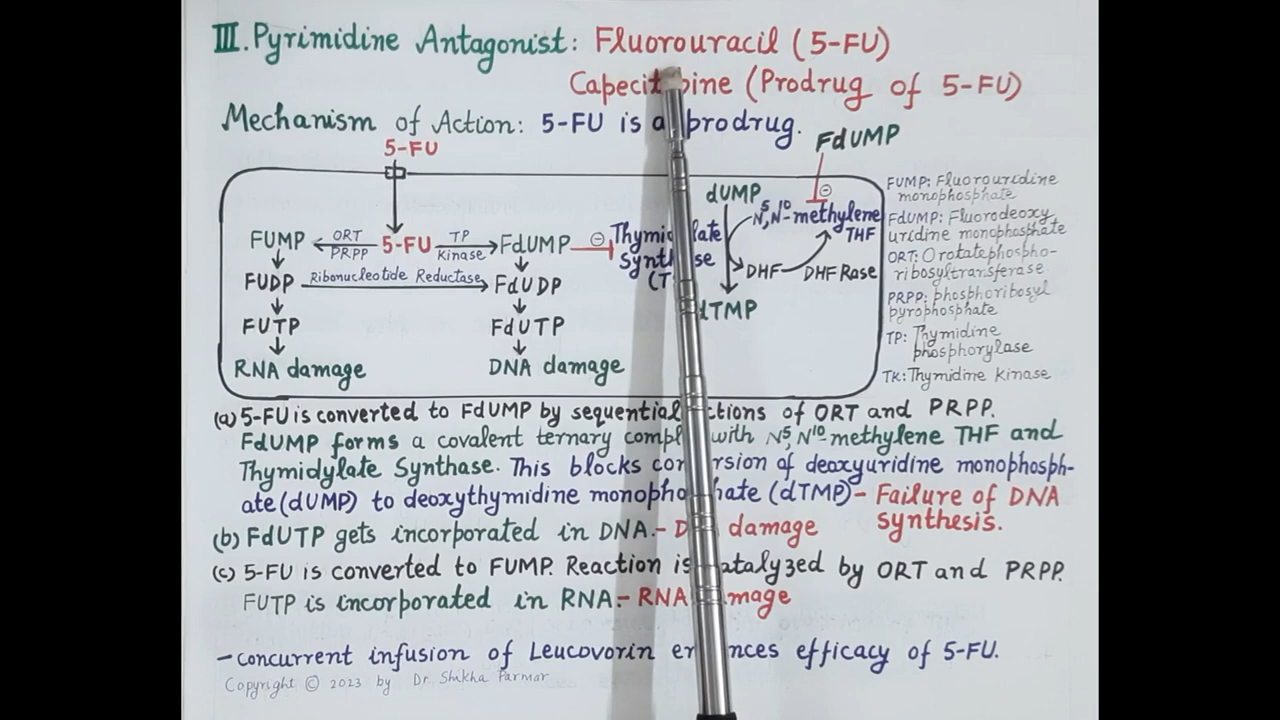 III. Pyrimidine Antagonist: Fluorouracil (5-FU)
(Prodrug of 5-FU)
Mechanism of Action: 5-FU is a prodrug.
5-FU
FdUMP
dUMP
N5,N10-methylene
THF
DHF
DHF Rase
dTMP
FUMP
ORT
PRPP
5-FU
TP
Kinase
FdUMP
FUDP
Ribonucleotide Reductase
FdUDP
FUTP
FdUTP
RNA damage
DNA damage
FUMP: Fluorouridine
monophosphate
FdUMP: Fluorodeoxy
uridine monophosphate
ORT: Orotatephospho-
ribosyltransferase
PRPP: phosphoribosyl
pyrophosphate
TP: Thymidine
phosphorylase
TK: Thymidine Kinase
(a) 5-FU is converted to FdUMP by sequential of ORT and PRPP.
FdUMP forms a covalent ternary with N5,N10-methylene THF and
Thymidylate Synthase. This blocks of deoxyuridine monophosph-
ate (dUMP) to deoxythymidine (dTMP)- Failure of DNA
synthesis.
(b) FdUTP gets incorporated in DNA.- damage
(c) 5-FU is converted to FUMP. Reaction is by ORT and PRPP.
FUTP is incorporated in RNA.- RNA
-concurrent infusion of Leucovorin efficacy of 5-FU.
Copyright © 2023 by Dr. Shikha Parmar